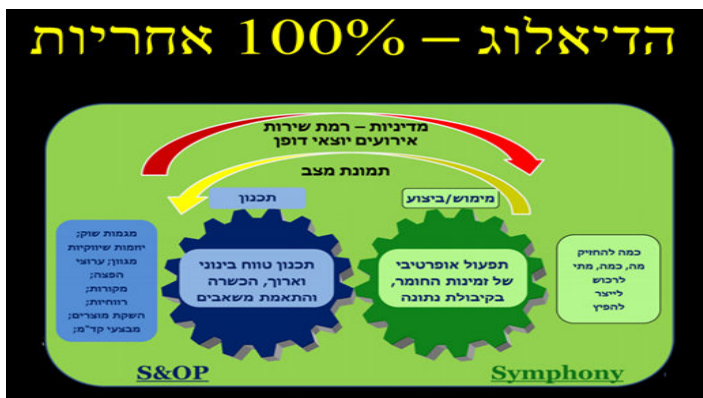 הדיאלוג – 100% אחריות
מדיניות – רמת שירות
אירועים יוצאי דופן
תמונת מצב
מימוש/ביצוע
תכנון
כמה להחזיק
מה, כמה, מתי
לרכוש
לייצר
להפיץ
תפעול אופרטיבי
של זמינות החומר,
בקיבולת נתונה
תכנון טווח בינוני
וארוך, הכשרה
והתאמת משאבים
מגמות שוק;
יזמות שיווקיות
מגוון; ערוצי
הפצה;
מקורות;
רווחיות;
השקת מוצרים;
מבצעי קד"מ;
Symphony
S&OP